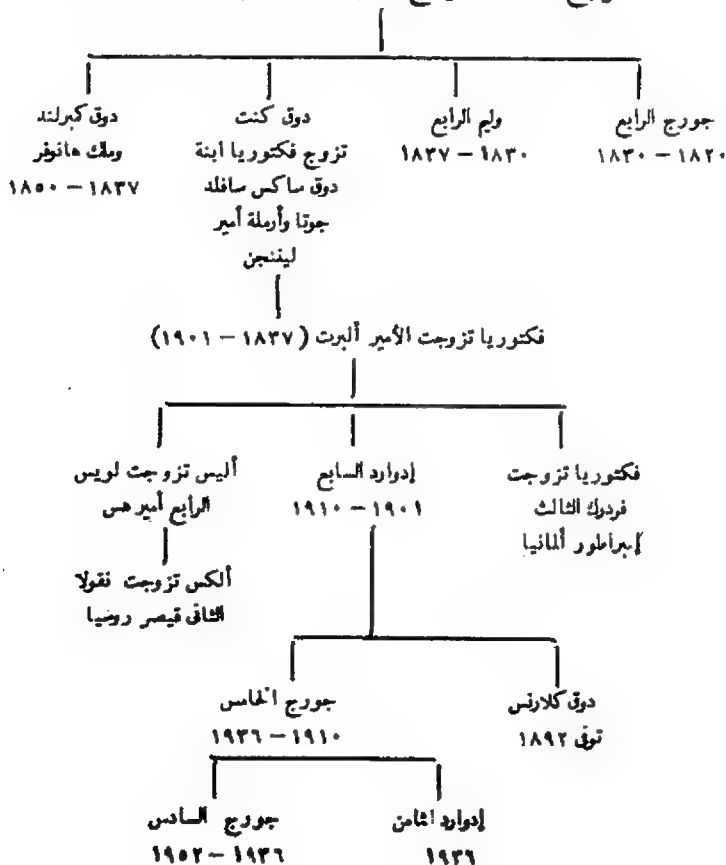 جورج الرابع
١٨٢٠ – ١٨٣٠
وليم الرابع
١٨٣٠ – ١٨٣٧
دوق كنت
تزوج فكتوريا ابنة
دوق ساكس سافلد
جوتا وأرملة أمير
ليننجن
دوق كمبرلند
وملك هانوفر
١٨٣٧ – ١٨٥٠
فكتوريا تزوجت الأمير ألبرت (١٨٣٧ – ١٩٠١)
فكتوريا تزوجت
فردوك الثالث
إمبراطور ألمانيا
إدوارد السابع
١٩٠١ – ١٩١٠
أليس تزوجت لويس
الرابع أمير هس
ألكس تزوجت نقولا
الثانى قيصر روسيا
دوق كلارنس
توفى ١٨٩٢
جورج الخامس
١٩١٠ – ١٩٣٦
إدوارد الثامن
١٩٣٦
جورج السادس
١٩٣٦ – ١٩٥٢